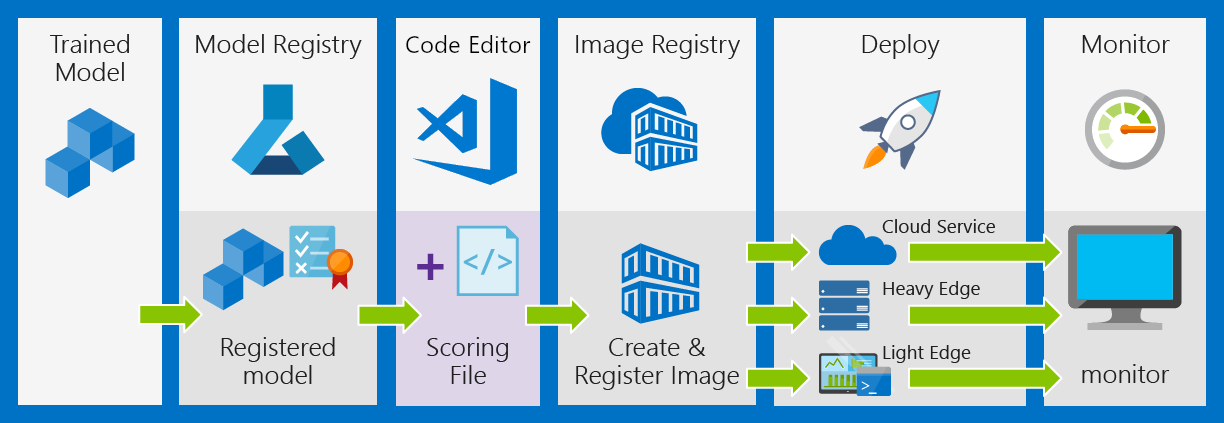 Trained
Model
Model Registry
Code Editor
Image Registry
Deploy
Monitor
Registered
model
+
</>
Scoring
File
Create &
Register Image
Cloud Service
Heavy Edge
Light Edge
>_
monitor